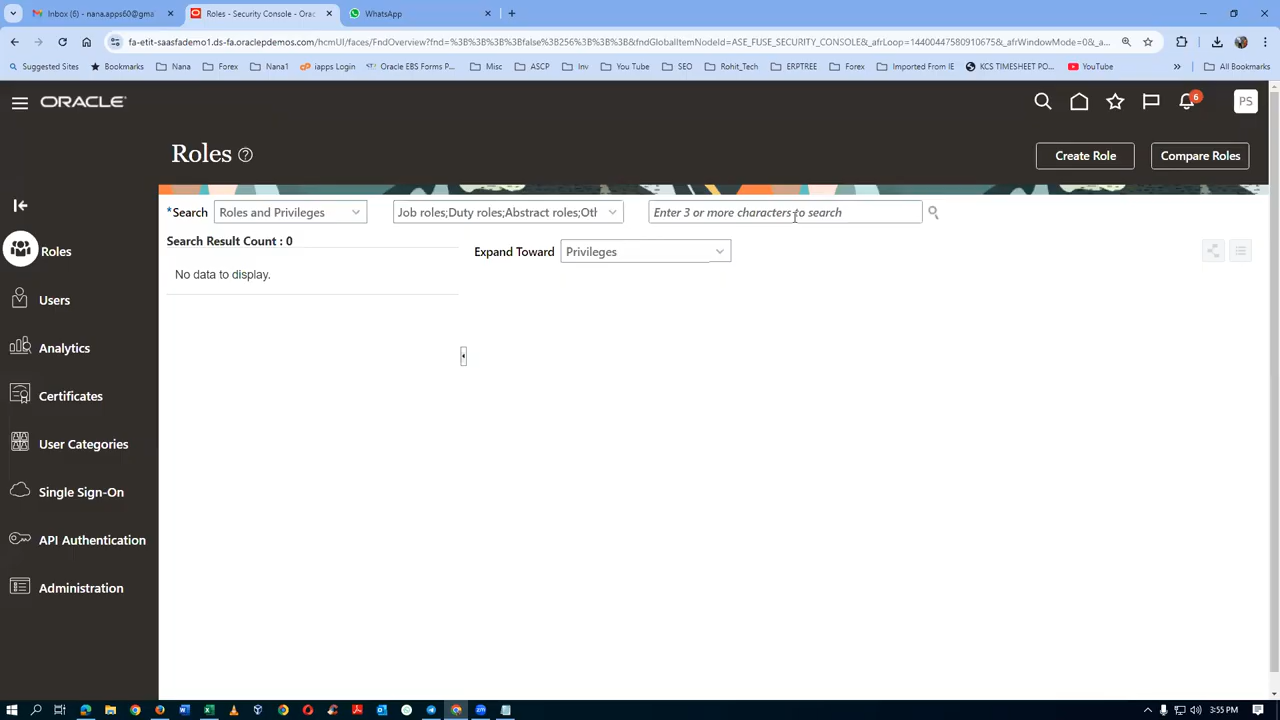 Inbox (6) - nana.apps60@gma
Roles - Security Console - Orac
WhatsApp
fa-etit-saasfademo1.ds-fa.oraclepdemos.com/hcmUI/faces/FndOverview?fnd=%3B%3B%3B%3Bfalse%3B256%3B%3B%3B&fndGlobalItemNodeId=ASE_FUSE_SECURITY_CONSOLE&_afrLoop=14400447580910675&_afrWindowMode=0&_a...
Suggested Sites
Bookmarks
Nana
Forex
Nana1
iapps Login
Oracle EBS Forms P...
Misc
ASCP
Inv
You Tube
SEO
Rohit_Tech
ERPTREE
Forex
Imported From IE
KCS TIMESHEET PO...
YouTube
All Bookmarks
ORACLE
6
PS
Roles
Create Role
Compare Roles
*Search
Roles and Privileges
Job roles;Duty roles;Abstract roles;Oth
Enter 3 or more characters to search
Search Result Count : 0
Expand Toward
Privileges
No data to display.
Roles
Users
Analytics
Certificates
User Categories
Single Sign-On
API Authentication
Administration
3:55 PM